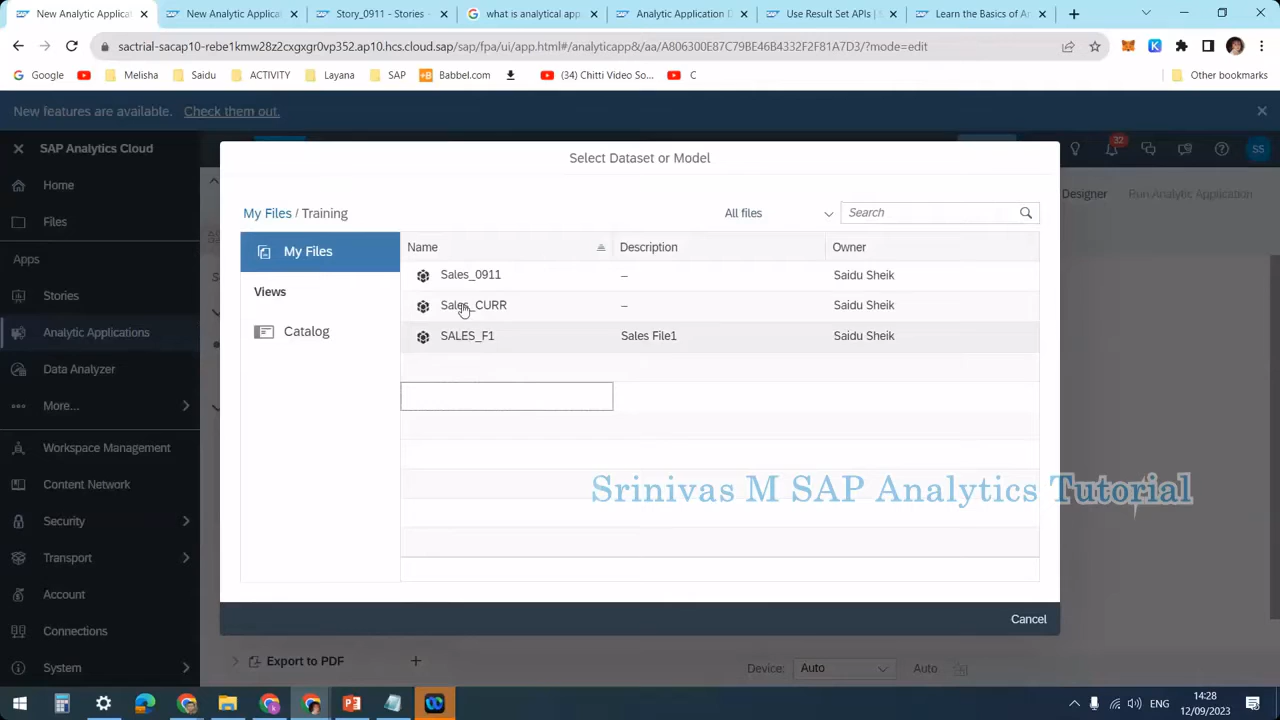 New Analytic Applicati
New Analytic Applicati
Story_0911 - Stories -
what is analytical app
Analytic Application D
Use Result Set APIs | S
Learn the Basics of An
sactrial-sacap10-rebe1kmw28z2cxgxgr0vp352.ap10.hcs.cloud.sap/sap/fpa/ui/app.html#/analyticapp&/aa/A806300E87C79BE46B4332F2F81A7D3/?mode=edit
Google
Melisha
Saidu
ACTIVITY
Layana
SAP
Babbel.com
(34) Chitti Video So...
C
Other bookmarks
New features are available. Check them out.
SAP Analytics Cloud
Select Dataset or Model
32
SS
Home
Files
Apps
Stories
Analytic Applications
Data Analyzer
More...
Workspace Management
Content Network
Security
Transport
Account
Connections
System
Designer
Run Analytic Application
My Files / Training
All files
Search
My Files
Views
Catalog
Name Description Owner
Sales_0911 – Saidu Sheik
Sales_CURR – Saidu Sheik
SALES_F1 Sales File1 Saidu Sheik
Srinivas M SAP Analytics Tutorial
Cancel
Export to PDF
Device: Auto Auto
ENG
14:28
12/09/2023